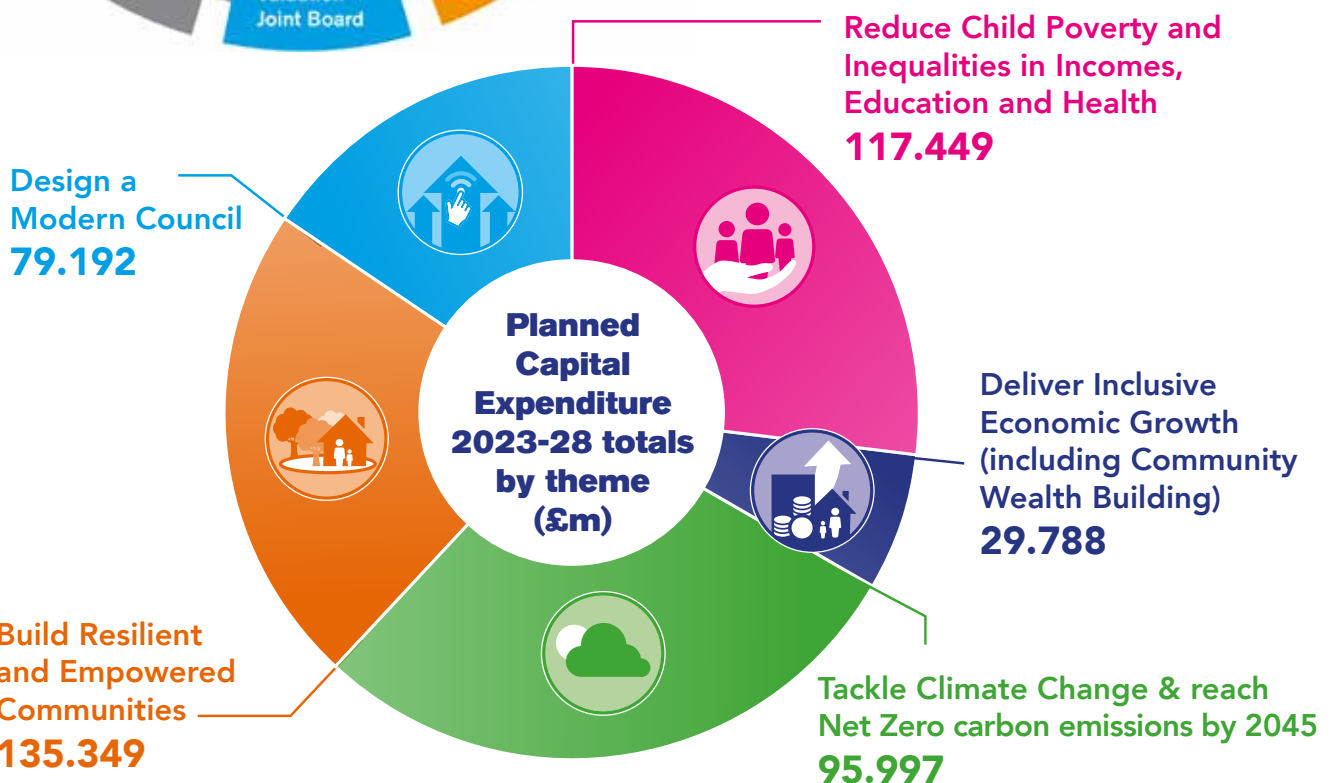 Joint Board
Reduce Child Poverty and
Inequalities in Incomes,
Education and Health
117.449
Design a
Modern Council
79.192
Planned
Capital
Expenditure
2023-28 totals
by theme
(£m)
Deliver Inclusive
Economic Growth
(including Community
Wealth Building)
29.788
Build Resilient
and Empowered
Communities
135.349
Tackle Climate Change & reach
Net Zero carbon emissions by 2045
95.997